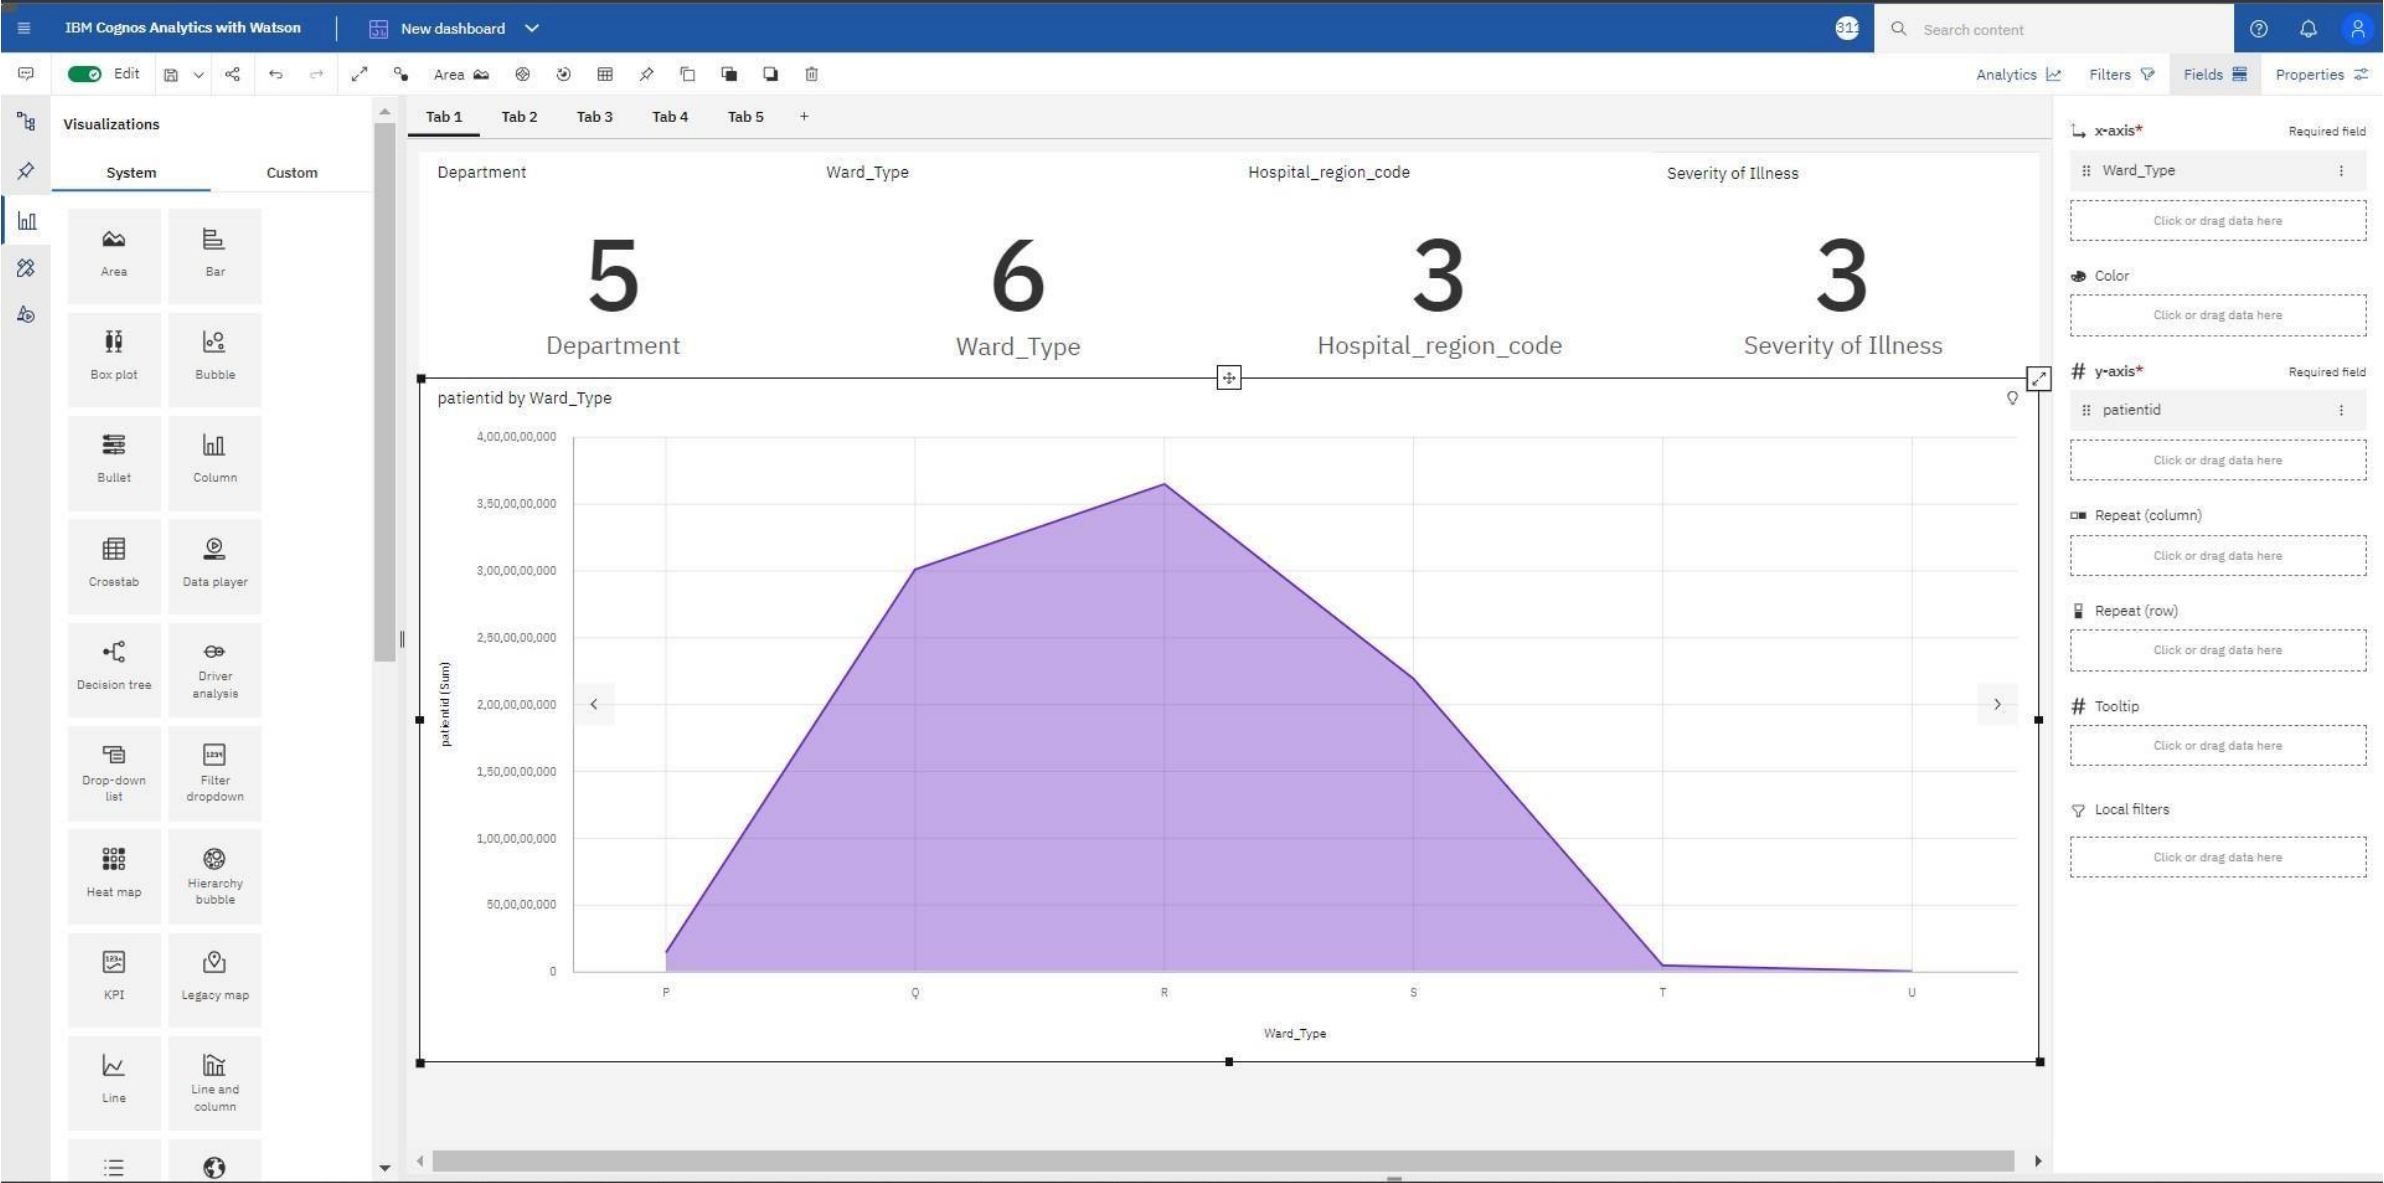 IBM Cognos Analytics with Watson
New dashboard
311
Search content
Edit
Area
Analytics
Filters
Fields
Properties
Visualizations
System
Custom
Area
Bar
Box plot
Bubble
Bullet
Column
Crosstab
Data player
Decision tree
Driver
analysis
Drop-down
list
Filter
dropdown
Heat map
Hierarchy
bubble
KPI
Legacy map
Line
Line and
column
Tab 1
Tab 2
Tab 3
Tab 4
Tab 5
+
Department
5
Department
Ward_Type
6
Ward_Type
Hospital_region_code
3
Hospital_region_code
Severity of Illness
3
Severity of Illness
patientid by Ward_Type
patientid (Sum)
4,00,00,00,000
3,50,00,00,000
3,00,00,00,000
2,50,00,00,000
2,00,00,00,000
1,50,00,00,000
1,00,00,00,000
50,00,00,000
0
P
Q
R
S
T
U
Ward_Type
x-axis*
Required field
Ward_Type
Click or drag data here
Color
Click or drag data here
# y-axis*
Required field
patientid
Click or drag data here
Repeat (column)
Click or drag data here
Repeat (row)
Click or drag data here
# Tooltip
Click or drag data here
Local filters
Click or drag data here